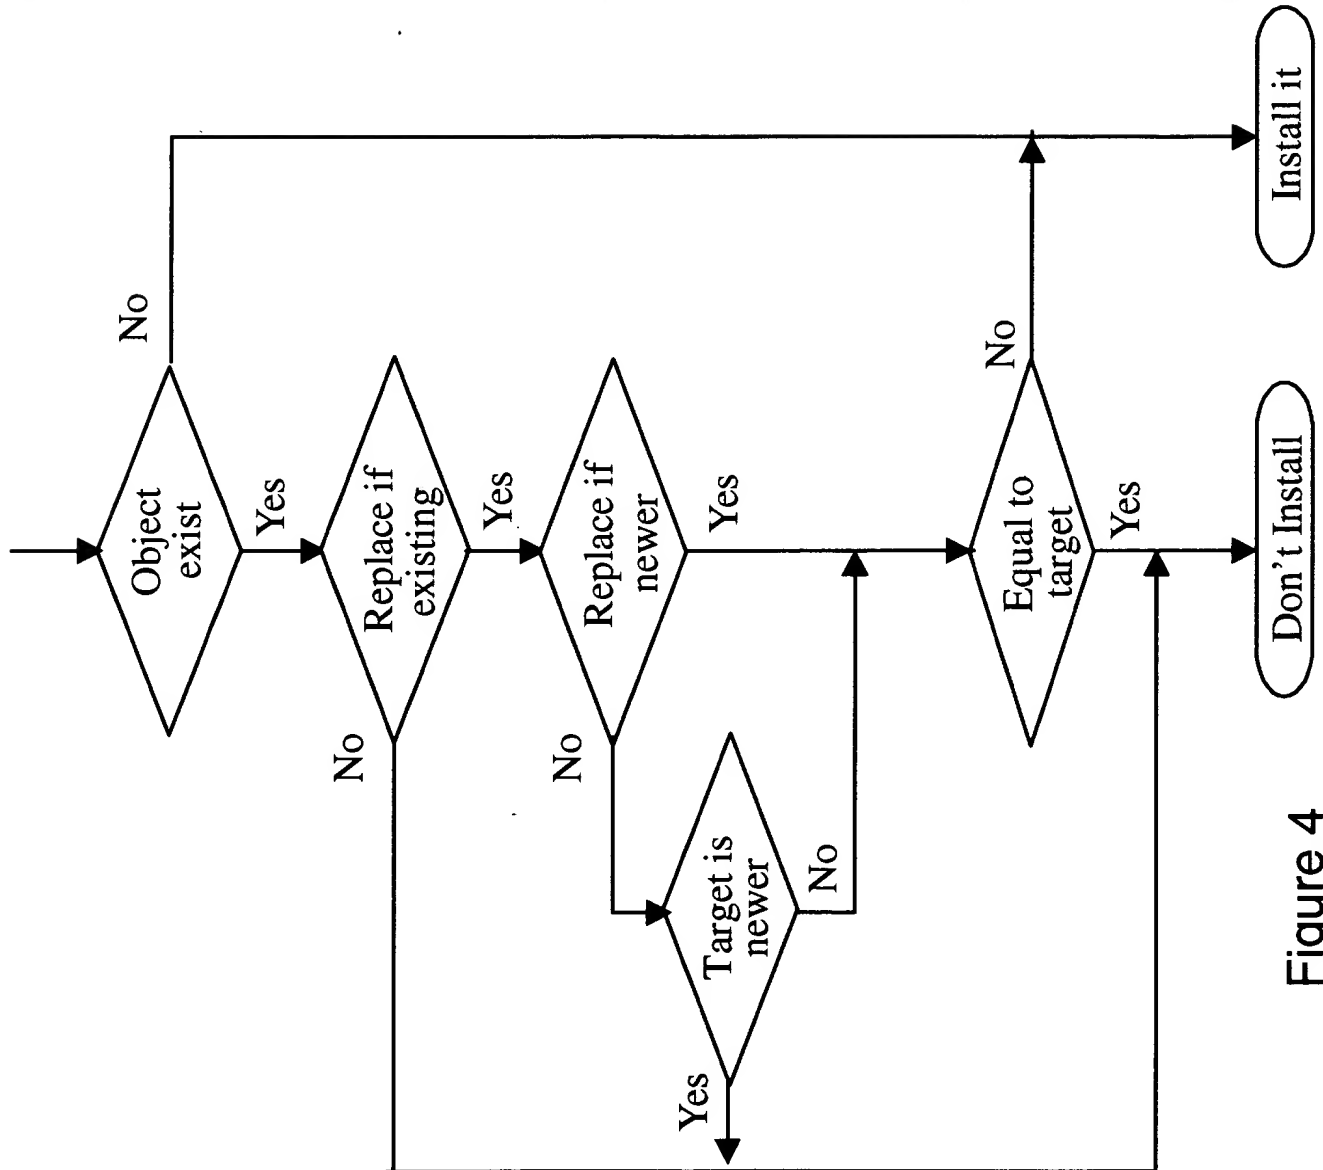 Object
exist
No
Yes
Replace if
existing
No
Yes
Replace if
newer
No
Yes
Target is
newer
Yes
No
Equal to
target
No
Yes
Don't Install
Install it
Figure 4